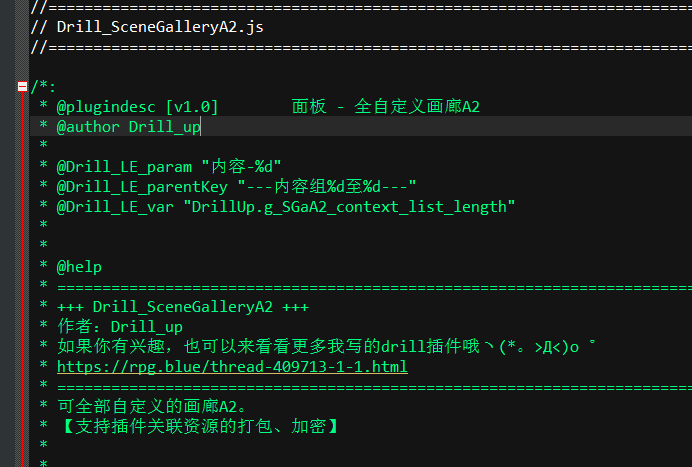 //=============================================================================
// Drill_SceneGalleryA2.js
//=============================================================================
/*:
 * @plugindesc [v1.0]        面板 - 全自定义画廊A2
 * @author Drill_up
 *
 * @Drill_LE_param "内容-%d"
 * @Drill_LE_parentKey "---内容组%d至%d---"
 * @Drill_LE_var "DrillUp.g_SGaA2_context_list_length"
 *
 *
 * @help
 * =============================================================================
 * +++ Drill_SceneGalleryA2 +++
 * 作者：Drill_up
 * 如果你有兴趣，也可以来看看更多我写的drill插件哦ヽ(*。>Д<)o゜
 * https://rpg.blue/thread-409713-1-1.html
 * =============================================================================
 * 可全部自定义的画廊A2。
 * 【支持插件关联资源的打包、加密】
 *
 *